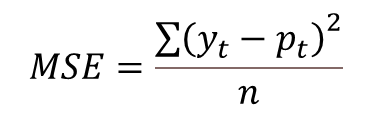 MSE = ∑(yₜ − pₜ)² / n